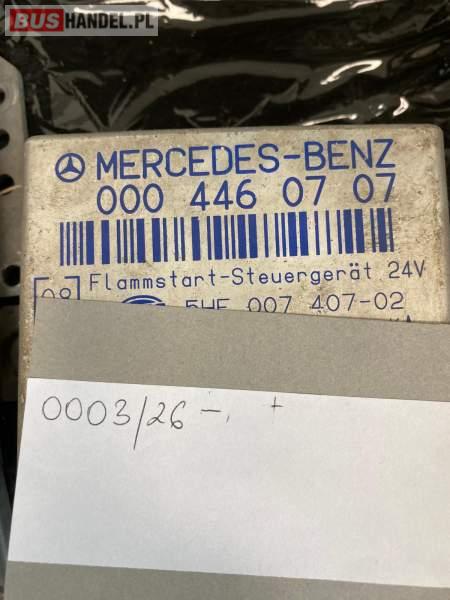 BUSHANDEL.PL
MERCEDES-BENZ
000 446 07 07
Flammstart-Steuergerät 24V
5HE 007 407-02
0003/26 -. +